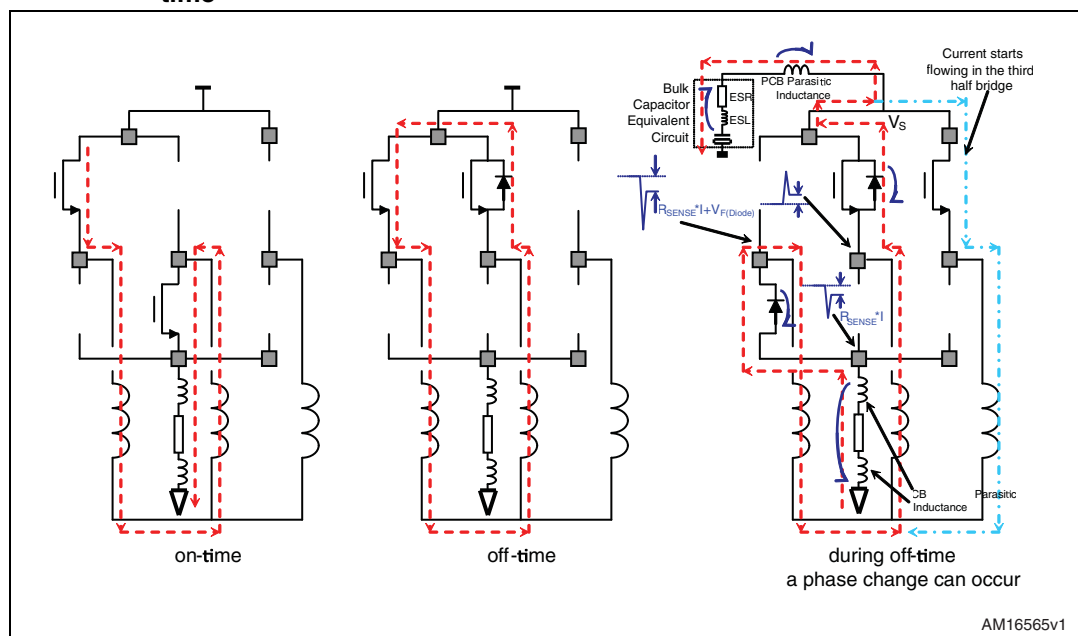 time
Current starts
flowing in the third
half bridge
PCB Parasitic
Inductance
Bulk
Capacitor
Equivalent
Circuit
ESR
ESL
VS
RSENSE*I+VF(Diode)
RSENSE*I
CB Parasitic
Inductance
on-time
off-time
during off-time
a phase change can occur
AM16565v1